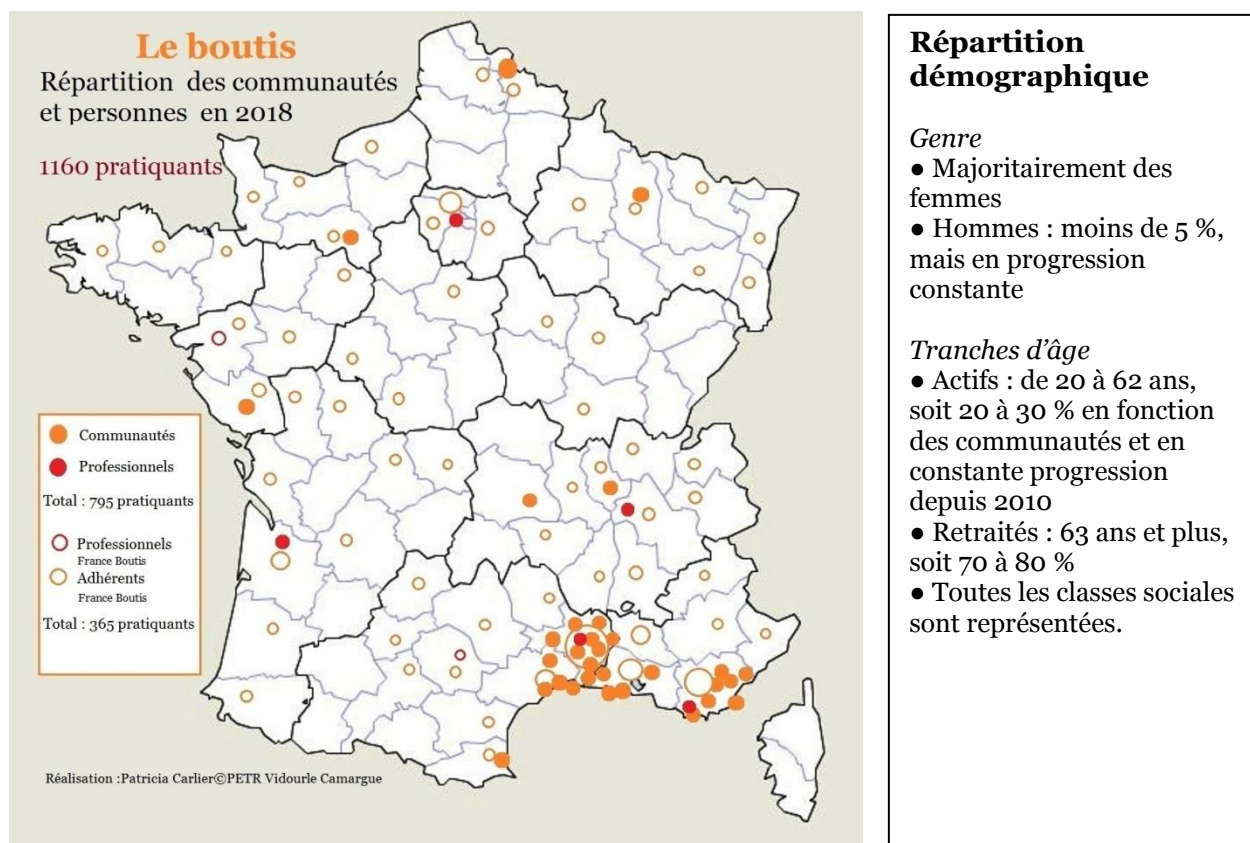 Le boutis
Répartition des communautés
et personnes en 2018
1160 pratiquants
Communautés
Professionnels
Total : 795 pratiquants
Professionnels
France Boutis
Adhérents
France Boutis
Total : 365 pratiquants
Réalisation :Patricia Carlier©PETR Vidourle Camargue
Répartition
démographique
Genre
● Majoritairement des
femmes
● Hommes : moins de 5 %,
mais en progression
constante
Tranches d’âge
● Actifs : de 20 à 62 ans,
soit 20 à 30 % en fonction
des communautés et en
constante progression
depuis 2010
● Retraités : 63 ans et plus,
soit 70 à 80 %
● Toutes les classes sociales
sont représentées.